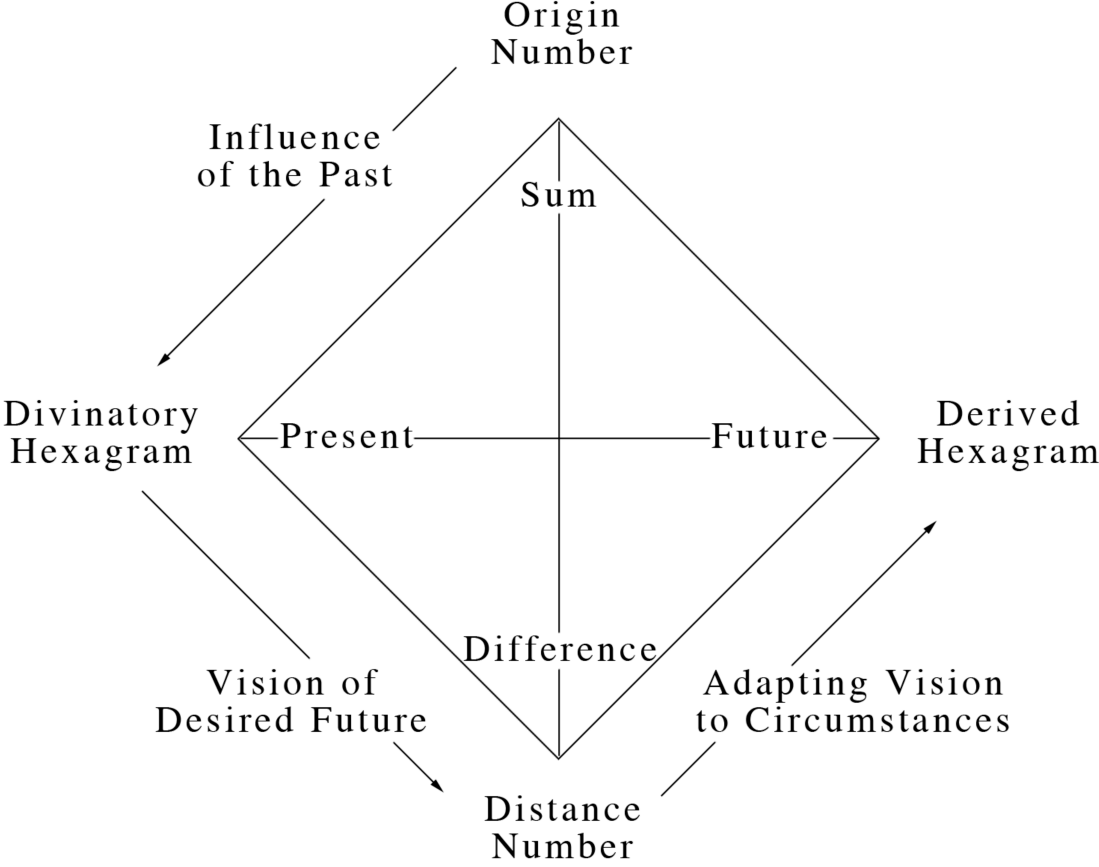 Origin
Number
Influence
of the Past
Sum
Divinatory
Hexagram
Present
Future
Derived
Hexagram
Difference
Vision of
Desired Future
Adapting Vision
to Circumstances
Distance
Number